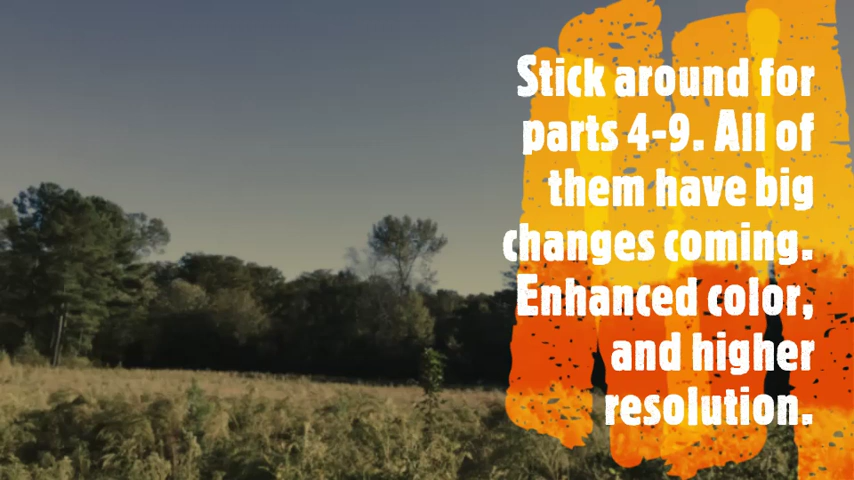 Stick around for
parts 4-9. All of
them have big
changes coming.
Enhanced color,
and higher
resolution.